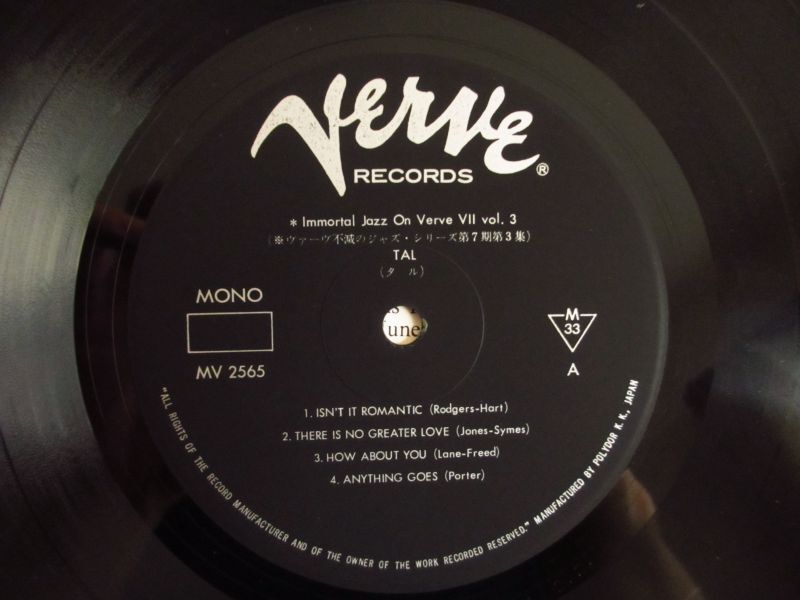 Verve
RECORDS ®
* Immortal Jazz On Verve VII vol. 3
(※ヴァーヴ不滅のジャズ・シリーズ第7期第3集)
TAL
(タル)
MONO
MV 2565
une
M
33
A
1. ISN'T IT ROMANTIC (Rodgers-Hart)
2. THERE IS NO GREATER LOVE (Jones-Symes)
3. HOW ABOUT YOU (Lane-Freed)
4. ANYTHING GOES (Porter)
"ALL RIGHTS OF THE RECORD MANUFACTURER AND OF THE OWNER OF THE WORK RECORDED RESERVED." MANUFACTURED BY POLYDOR K. K., JAPAN